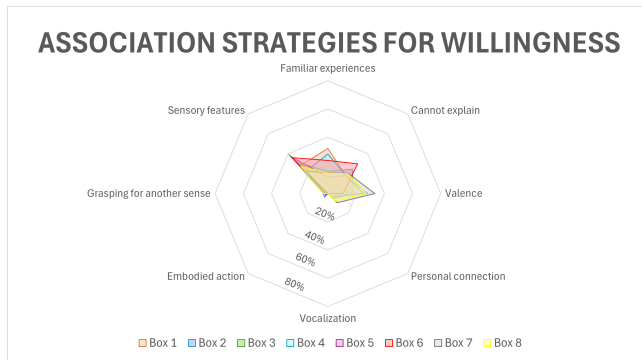 ASSOCIATION STRATEGIES FOR WILLINGNESS
Familiar experiences
Sensory features
Cannot explain
Grasping for another sense
Valence
20%
40%
60%
80%
Embodied action
Personal connection
Vocalization
Box 1 Box 2 Box 3 Box 4 Box 5 Box 6 Box 7 Box 8